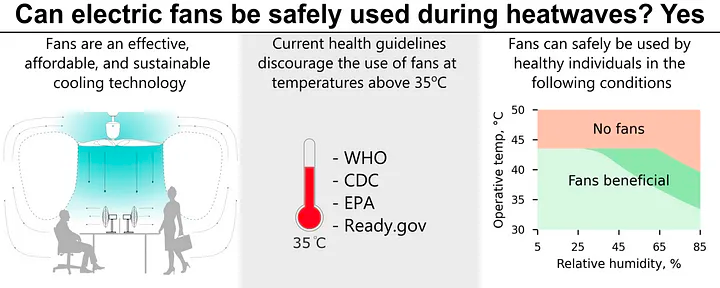 Can electric fans be safely used during heatwaves? Yes
Fans are an effective,
affordable, and sustainable
cooling technology
Current health guidelines
discourage the use of fans at
temperatures above 35°C
- WHO
- CDC
- EPA
- Ready.gov
35°C
Fans can safely be used by
healthy individuals in the
following conditions
Operative temp, °C
50
45
40
35
30
No fans
Fans beneficial
5 25 45 65 85
Relative humidity, %